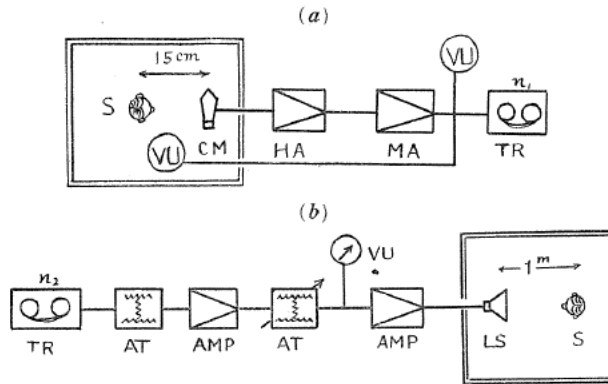 (a)
15cm
VU
n₁
S
CM
HA
MA
TR
VU
(b)
n₂
VU
1ᵐ
TR
AT
AMP
AT
AMP
LS
S